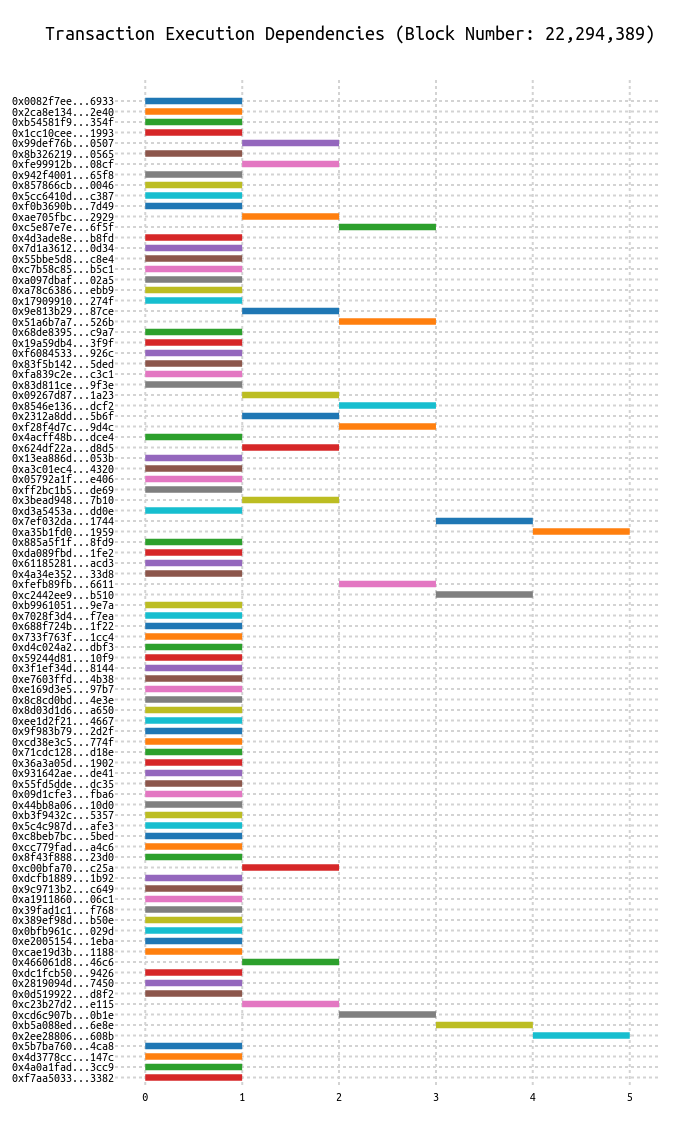 Transaction Execution Dependencies (Block Number: 22,294,389)
0x0082f7ee...6933
0x2ca8e134...2e40
0xb54581f9...354f
0x1cc10cee...1993
0x99def76b...0507
0x8b326219...0565
0xfe99912b...08cf
0x942f4001...65f8
0x857866cb...0046
0x5cc6410d...c387
0xf0b3690b...7d49
0xae705fbc...2929
0xc5e87e7e...6f5f
0x4d3ade8e...b8fd
0x7d1a3612...0d34
0x55bbe5d8...c8e4
0xc7b58c85...b5c1
0xa097dbaf...02a5
0xa78c6386...ebb9
0x17909910...274f
0x9e813b29...87ce
0x51a6b7a7...526b
0x68de8395...c9a7
0x19a59db4...3f9f
0xf6084533...926c
0x83f5b142...5ded
0xfa839c2e...c3c1
0x83d811ce...9f3e
0x09267d87...1a23
0x8546e136...dcf2
0x2312a8dd...5b6f
0xf28f4d7c...9d4c
0x4acff48b...dce4
0x624df22a...d8d5
0x13ea886d...053b
0xa3c01ec4...4320
0x05792a1f...e406
0xff2bc1b5...de69
0x3bead948...7b10
0xd3a5453a...dd0e
0x7ef032da...1744
0xa35b1fd0...1959
0x885a5f1f...8fd9
0xda089fbd...1fe2
0x61185281...acd3
0x4a34e352...33d8
0xfefb89fb...6611
0xc2442ee9...b510
0xb9961051...9e7a
0x7028f3d4...f7ea
0x688f724b...1f22
0x733f763f...1cc4
0xd4c024a2...dbf3
0x59244d81...10f9
0x3f1ef34d...8144
0xe7603ffd...4b38
0xe169d3e5...97b7
0x8c8cd0bd...4e3e
0x8d03d1d6...a650
0xee1d2f21...4667
0x9f983b79...2d2f
0xcd38e3c5...774f
0x71cdc128...d18e
0x36a3a05d...1902
0x931642ae...de41
0x55fd5dde...dc35
0x09d1cfe3...fba6
0x44bb8a06...10d0
0xb3f9432c...5357
0x5c4c987d...afe3
0xc8beb7bc...5bed
0xcc779fad...a4c6
0x8f43f888...23d0
0xc00bfa70...c25a
0xdcfb1889...1b92
0x9c9713b2...c649
0xa1911860...06c1
0x39fad1c1...f768
0x389ef98d...b50e
0x0bfb961c...029d
0xe2005154...1eba
0xcae19d3b...1188
0x466061d8...46c6
0xdc1fcb50...9426
0x2819094d...7450
0x0d519922...d8f2
0xc23b27d2...e115
0xcd6c907b...0b1e
0xb5a088ed...6e8e
0x2ee28806...608b
0x5b7ba760...4ca8
0x4d3778cc...147c
0x4a0a1fad...3cc9
0xf7aa5033...3382
0 1 2 3 4 5